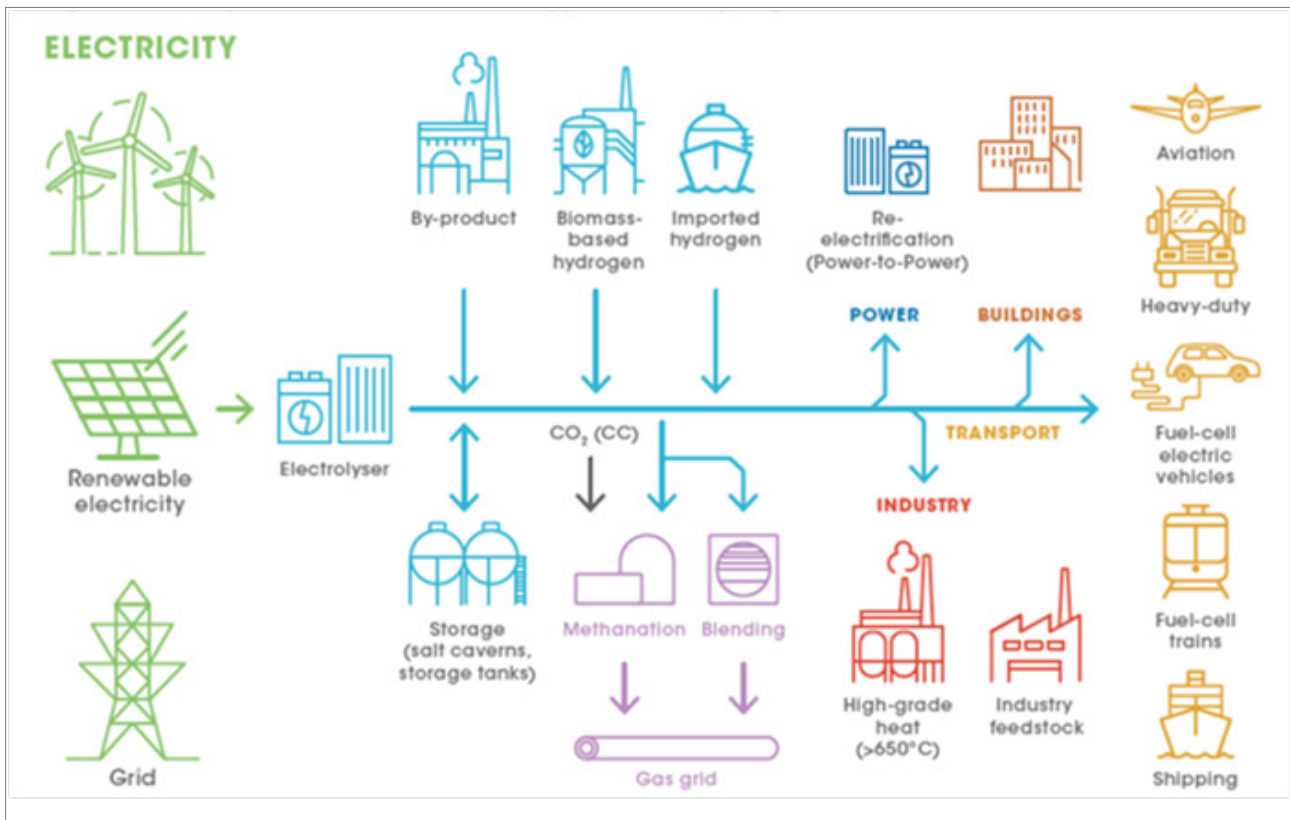 ELECTRICITY
By-product
Biomass-
based
hydrogen
Imported
hydrogen
Re-
electrification
(Power-to-Power)
Aviation
Heavy-duty
POWER
BUILDINGS
Renewable
electricity
Electrolyser
CO₂ (CC)
TRANSPORT
Fuel-cell
electric
vehicles
INDUSTRY
Storage
(salt caverns,
storage tanks)
Methanation
Blending
Fuel-cell
trains
High-grade
heat
(>650°C)
Industry
feedstock
Grid
Gas grid
Shipping